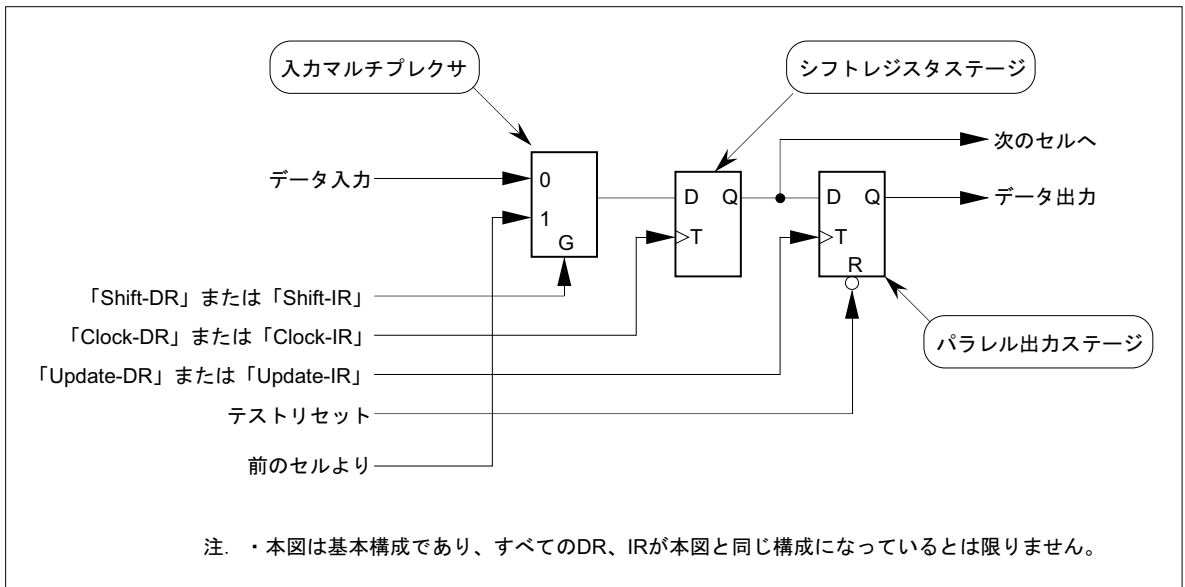 入力マルチプレクサ
シフトレジスタステージ
次のセルへ
データ入力
0
D Q
D Q
データ出力
1
T
T
G
R
「Shift-DR」または「Shift-IR」
「Clock-DR」または「Clock-IR」
パラレル出力ステージ
「Update-DR」または「Update-IR」
テストリセット
前のセルより
注. ・本図は基本構成であり、すべてのDR、IRが本図と同じ構成になっているとは限りません。